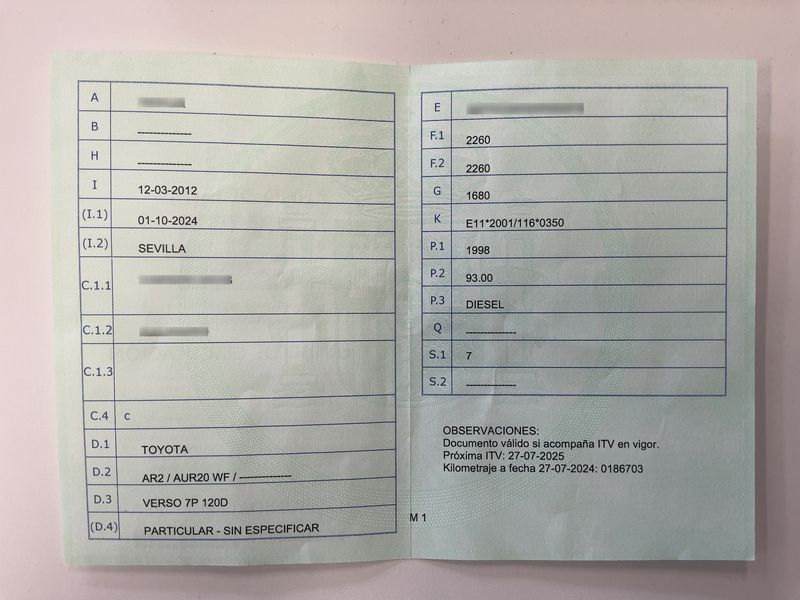 A
B --------------
H --------------
I 12-03-2012
(I.1) 01-10-2024
(I.2) SEVILLA
C.1.1
C.1.2
C.1.3
C.4 c
D.1 TOYOTA
D.2 AR2 / AUR20 WF / --------------
D.3 VERSO 7P 120D
(D.4) PARTICULAR - SIN ESPECIFICAR
E
F.1 2260
F.2 2260
G 1680
K E11*2001/116*0350
P.1 1998
P.2 93.00
P.3 DIESEL
Q -------------
S.1 7
S.2 -------------
OBSERVACIONES:
Documento válido si acompaña ITV en vigor.
Próxima ITV: 27-07-2025
Kilometraje a fecha 27-07-2024: 0186703
M 1